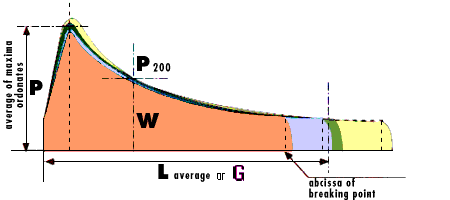 average of maxima
ordonates
P
P 200
W
L average or G
abcissa of
breaking point